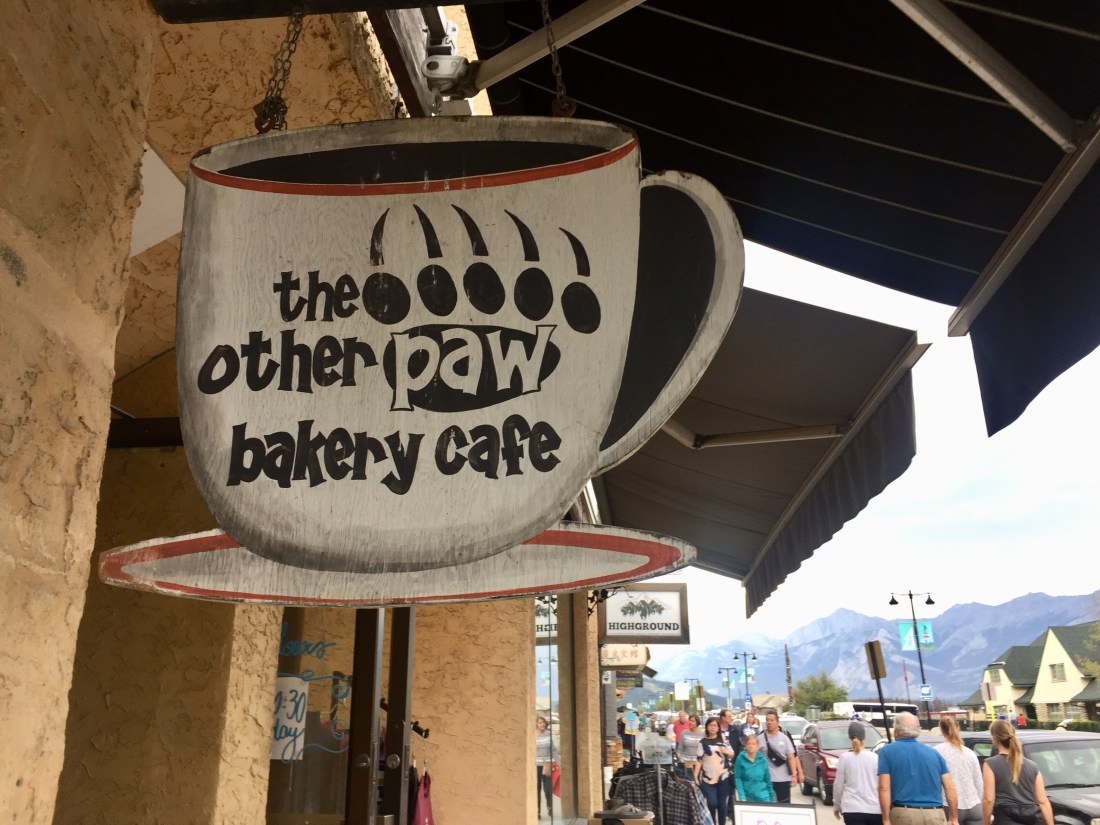 the
other paw
bakery cafe
HIGHGROUND